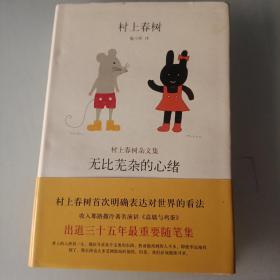 村上春树
施小炜 译
村上春树杂文集
无比芜杂的心绪
村上春树首次明确表达对世界的看法
收入耶路撒冷著名演讲《高墙与鸡蛋》
出道三十五年最重要随笔集